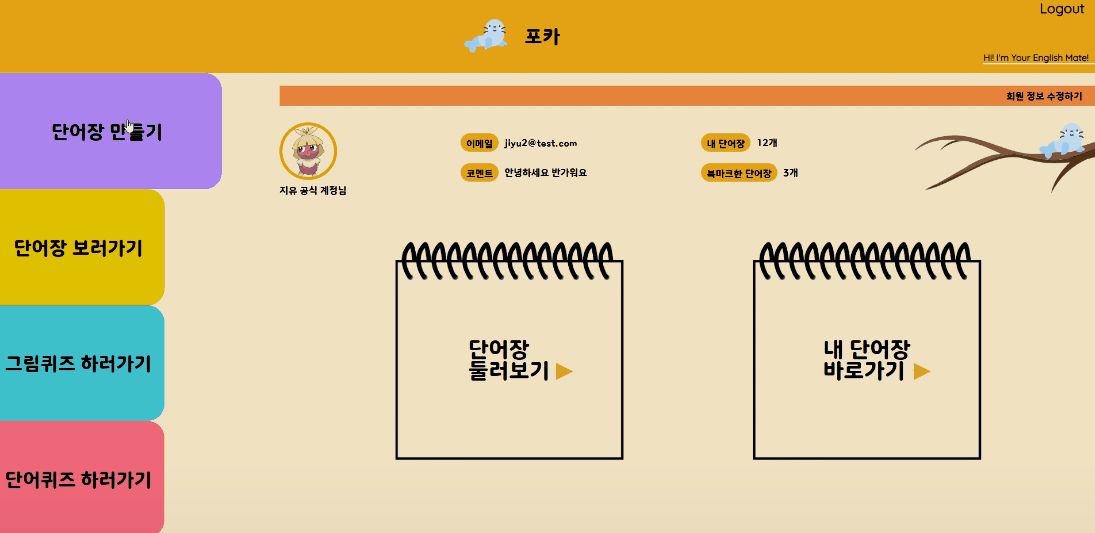 Logout
포카
Hi! I'm Your English Mate!
회원 정보 수정하기
단어장 만들기
이메일 jiyu2@test.com
내 단어장 12개
코멘트 안녕하세요 반가워요
북마크한 단어장 3개
지유 공식 계정님
단어장 보러가기
그림퀴즈 하러가기
단어퀴즈 하러가기
단어장
둘러보기
내 단어장
바로가기